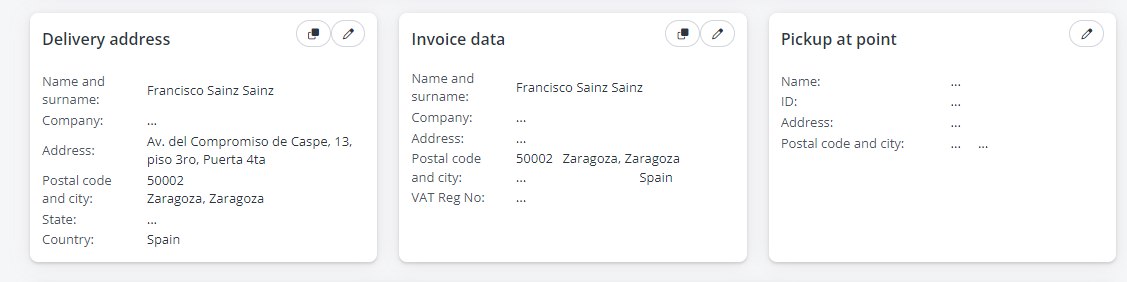 Delivery address
Name and
surname:
Francisco Sainz Sainz
Company:
...
Address:
Av. del Compromiso de Caspe, 13,
piso 3ro, Puerta 4ta
Postal code
and city:
50002
Zaragoza, Zaragoza
State:
...
Country:
Spain
Invoice data
Name and
surname:
Francisco Sainz Sainz
Company:
...
Address:
...
Postal code
and city:
50002 Zaragoza, Zaragoza
... Spain
VAT Reg No:
...
Pickup at point
Name:
...
ID:
...
Address:
...
Postal code and city:
... ...